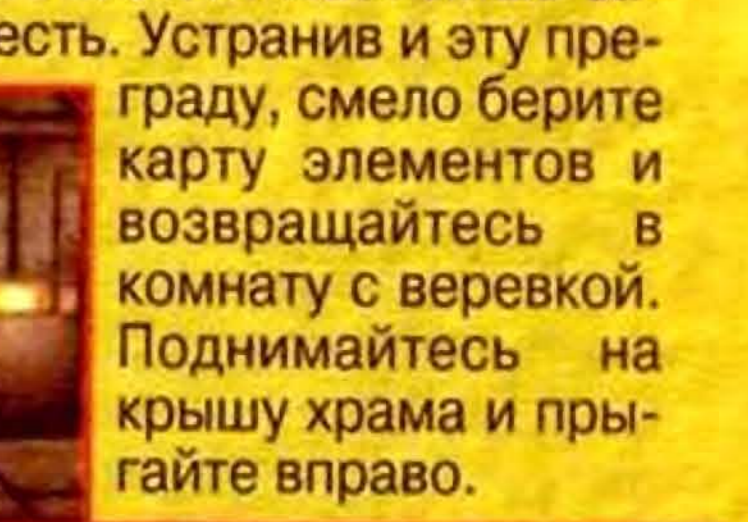 есть. Устранив и эту пре-
граду, смело берите
карту элементов и
возвращайтесь в
комнату с веревкой.
Поднимайтесь на
крышу храма и пры-
гайте вправо.